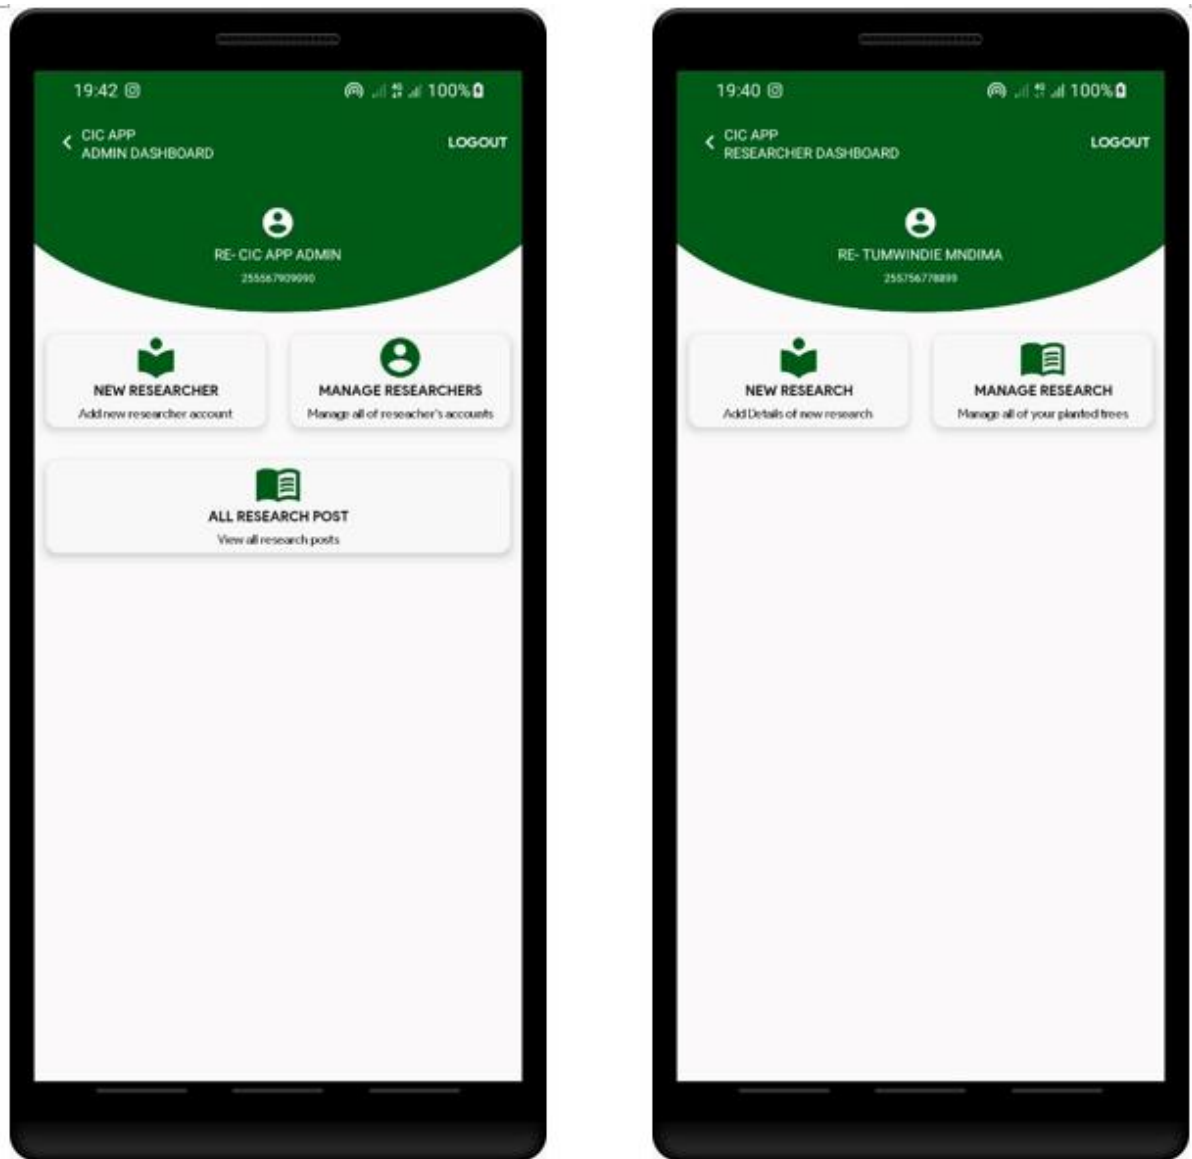 19:42
100%
CIC APP
ADMIN DASHBOARD
LOGOUT
RE- CIC APP ADMIN
255567909090
NEW RESEARCHER
Add new researcher account
MANAGE RESEARCHERS
Manage all of reseacher's accounts
ALL RESEARCH POST
View all research posts
19:40
100%
CIC APP
RESEARCHER DASHBOARD
LOGOUT
RE- TUMWINDIE MNDIMA
255756778899
NEW RESEARCH
Add Details of new research
MANAGE RESEARCH
Manage all of your planted trees